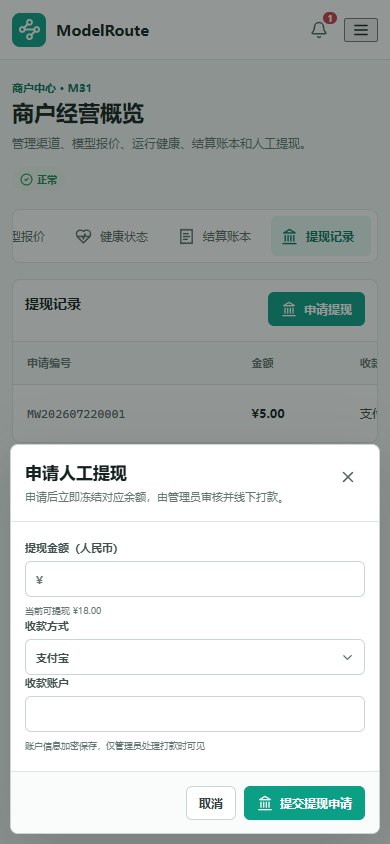 ModelRoute
1
商户中心 • M31
商户经营概览
管理渠道、模型报价、运行健康、结算账本和人工提现。
正常
型报价 健康状态 结算账本 提现记录
提现记录 申请提现
申请编号 金额 收款
MW202607220001 ¥5.00 支付
申请人工提现
申请后立即冻结对应余额，由管理员审核并线下打款。
提现金额（人民币）
¥
当前可提现 ¥18.00
收款方式
支付宝
收款账户
账户信息加密保存，仅管理员处理打款时可见
取消 提交提现申请